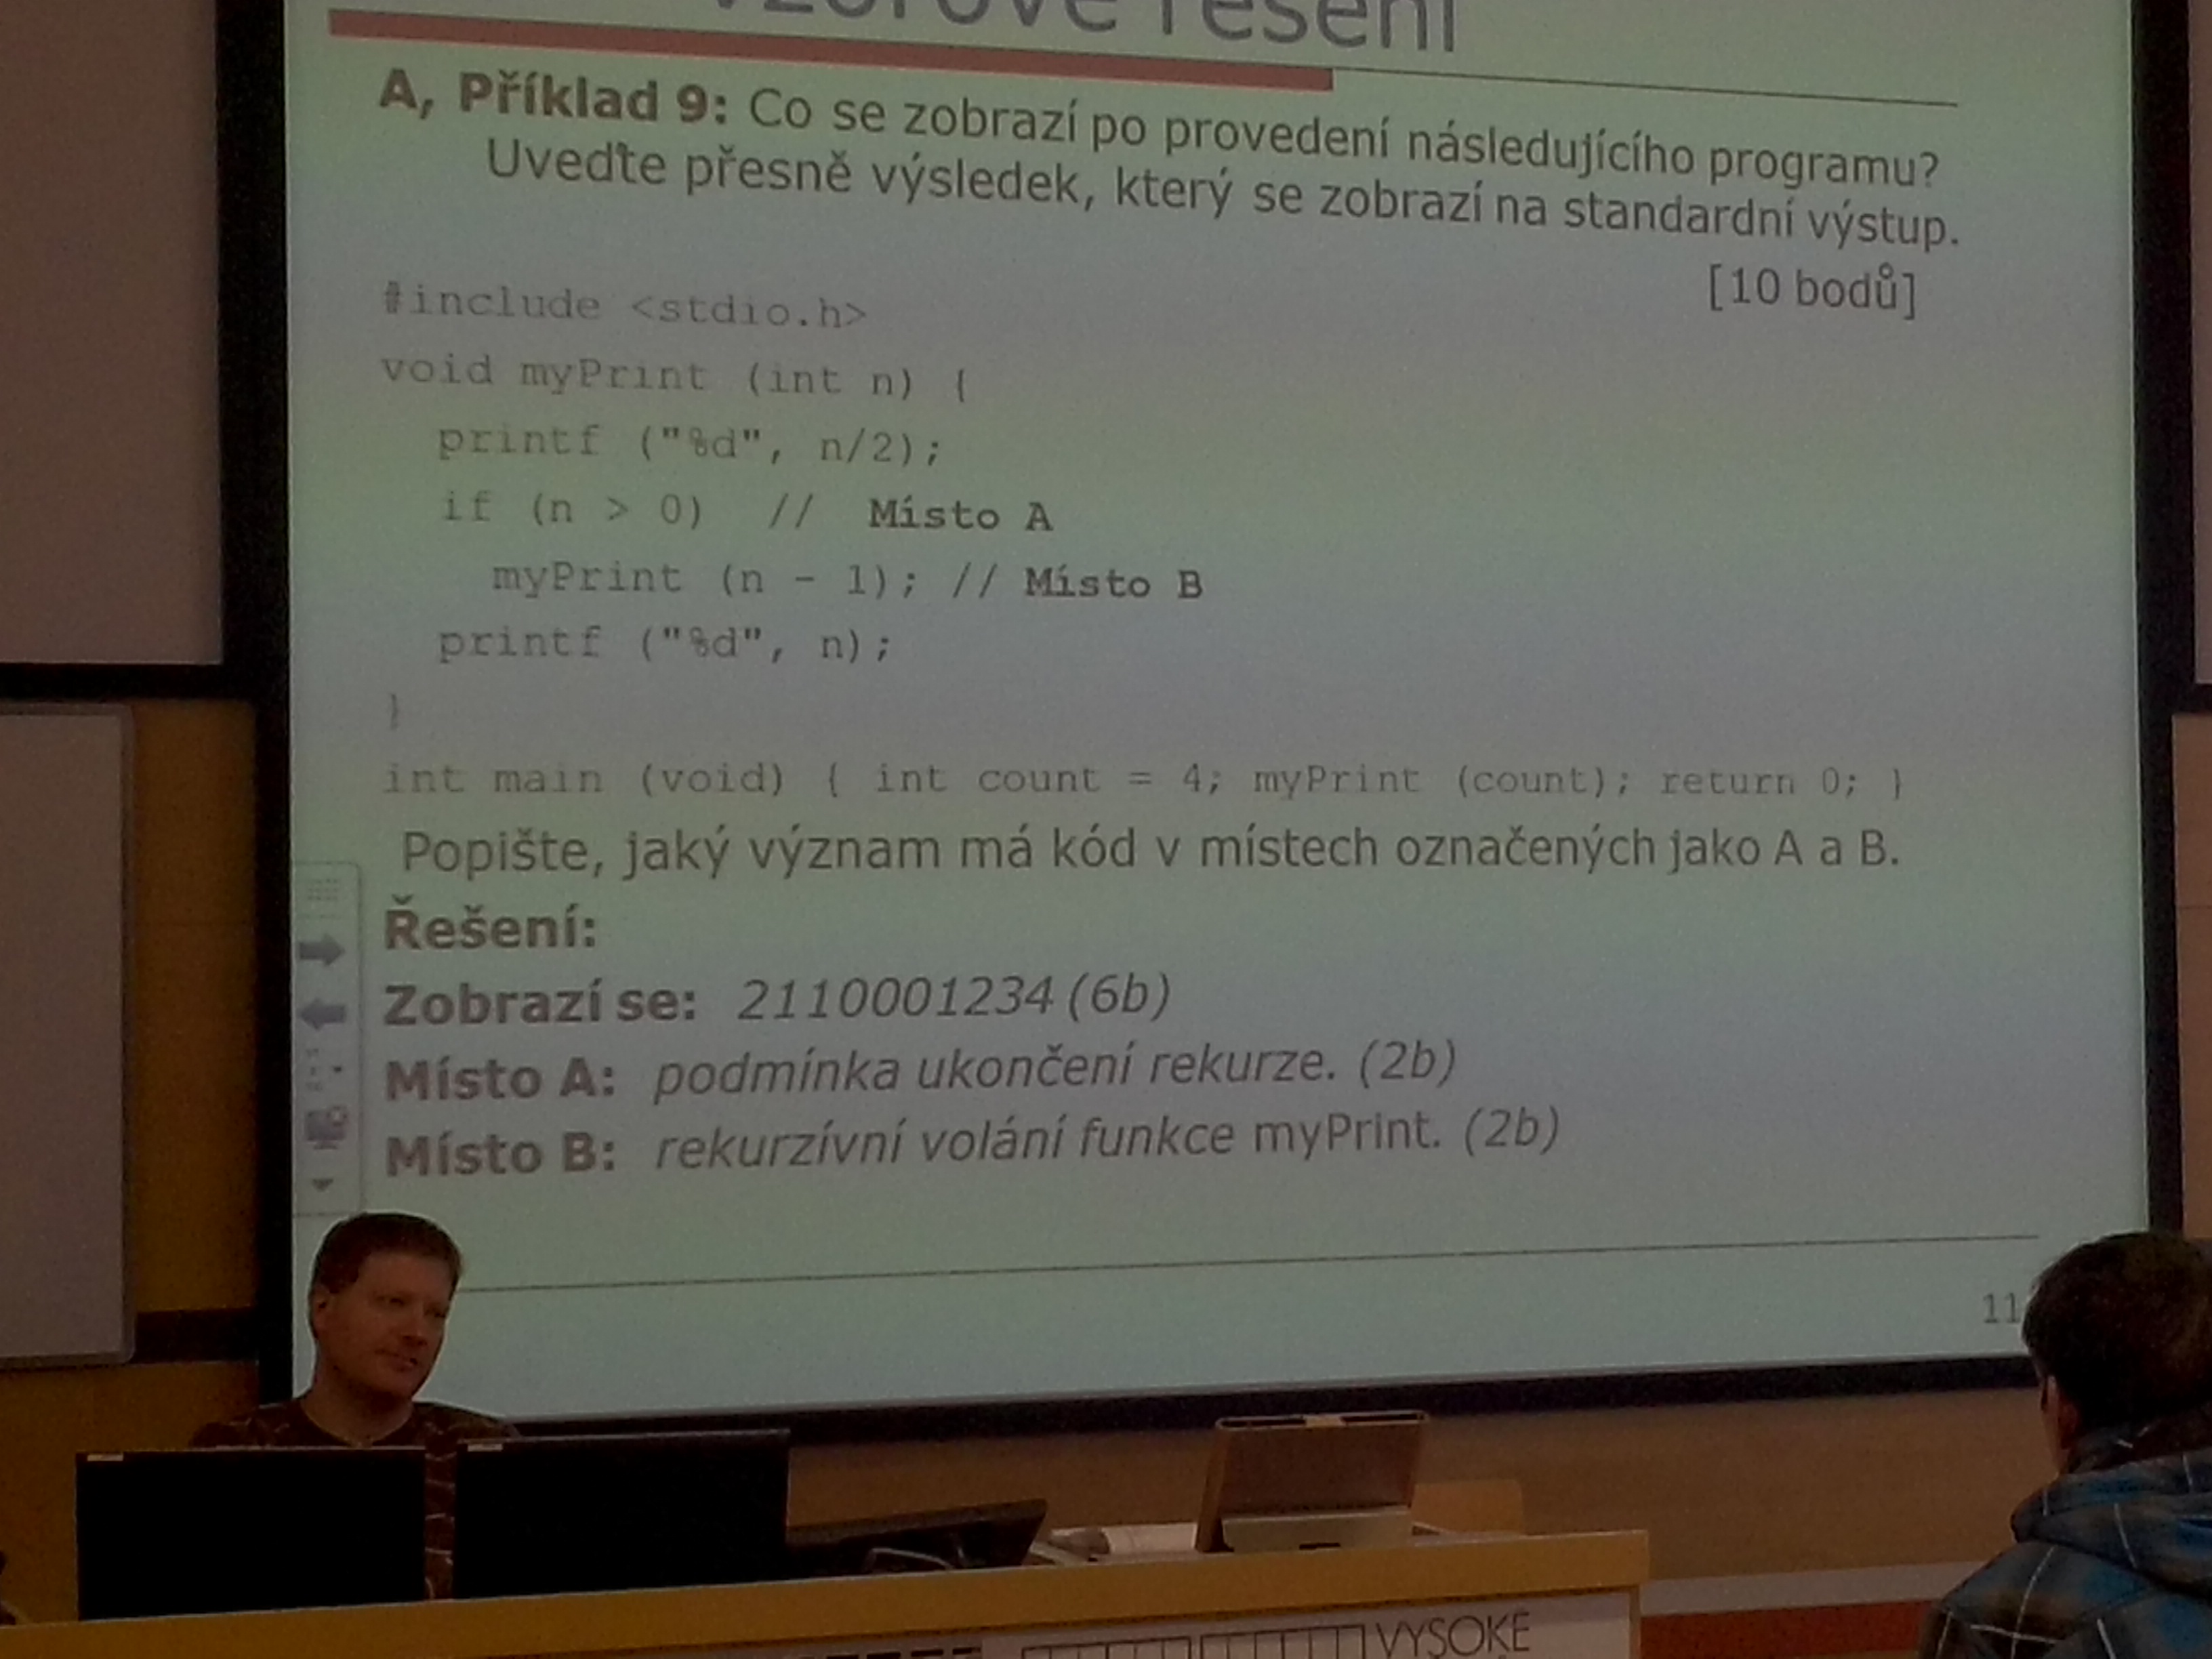 Vzorové řešení
A, Příklad 9: Co se zobrazí po provedení následujícího programu?
Uveďte přesně výsledek, který se zobrazí na standardní výstup.
[10 bodů]
#include <stdio.h>
void myPrint (int n) {
printf ("%d", n/2);
if (n > 0) // Místo A
myPrint (n - 1); // Místo B
printf ("%d", n);
}
int main (void) { int count = 4; myPrint (count); return 0; }
Popište, jaký význam má kód v místech označených jako A a B.
Řešení:
Zobrazí se: 2110001234 (6b)
Místo A: podmínka ukončení rekurze. (2b)
Místo B: rekurzívní volání funkce myPrint. (2b)
11
VYSOKÉ